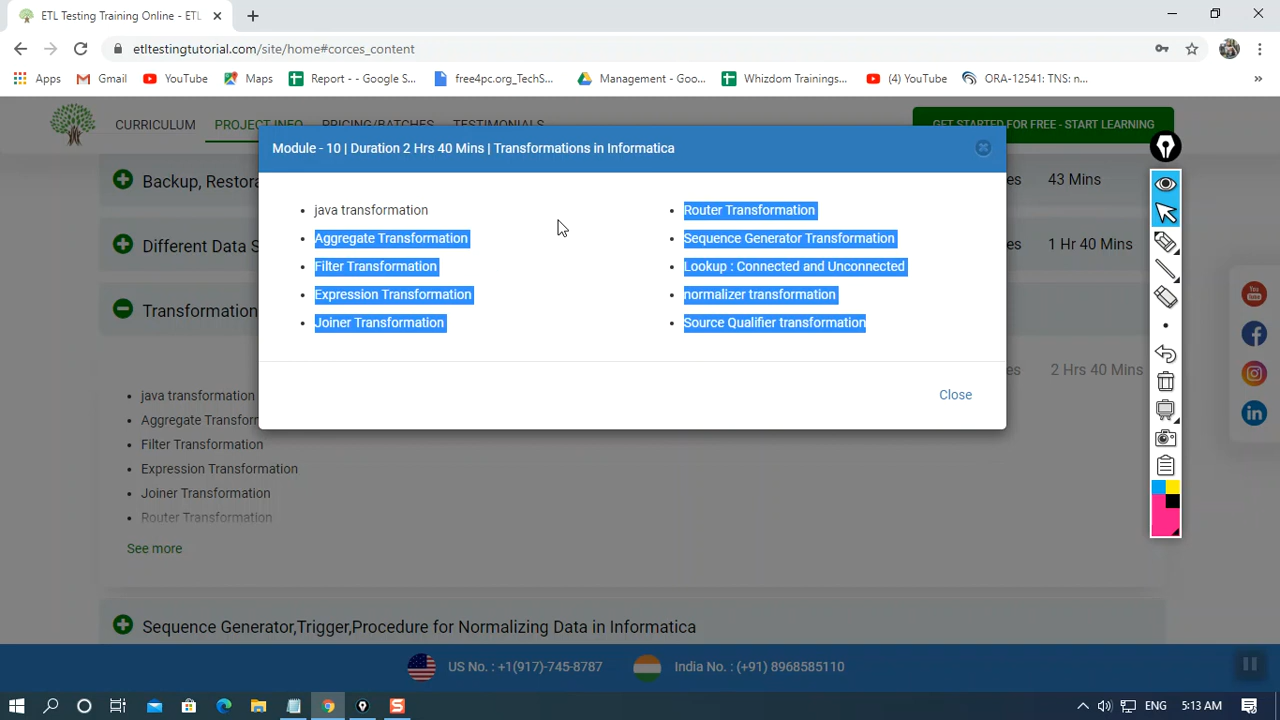 ETL Testing Training Online - ETL
etltestingtutorial.com/site/home#corces_content
Apps
Gmail
YouTube
Maps
Report - - Google S...
free4pc.org_TechS...
Management - Goo...
Whizdom Trainings...
(4) YouTube
ORA-12541: TNS: n...
»
CURRICULUM
PROJECT INFO
PRICING/BATCHES
TESTIMONIALS
GET STARTED FOR FREE - START LEARNING
Module - 10 | Duration 2 Hrs 40 Mins | Transformations in Informatica
java transformation
Aggregate Transformation
Filter Transformation
Expression Transformation
Joiner Transformation
Router Transformation
Sequence Generator Transformation
Lookup : Connected and Unconnected
normalizer transformation
Source Qualifier transformation
Close
Backup, Restora
43 Mins
Different Data S
1 Hr 40 Mins
Transformation
2 Hrs 40 Mins
java transformation
Aggregate Transfor
Filter Transformation
Expression Transformation
Joiner Transformation
Router Transformation
See more
Sequence Generator,Trigger,Procedure for Normalizing Data in Informatica
You
Tube
US No. : +1(917)-745-8787
India No. : (+91) 8968585110
ENG
5:13 AM